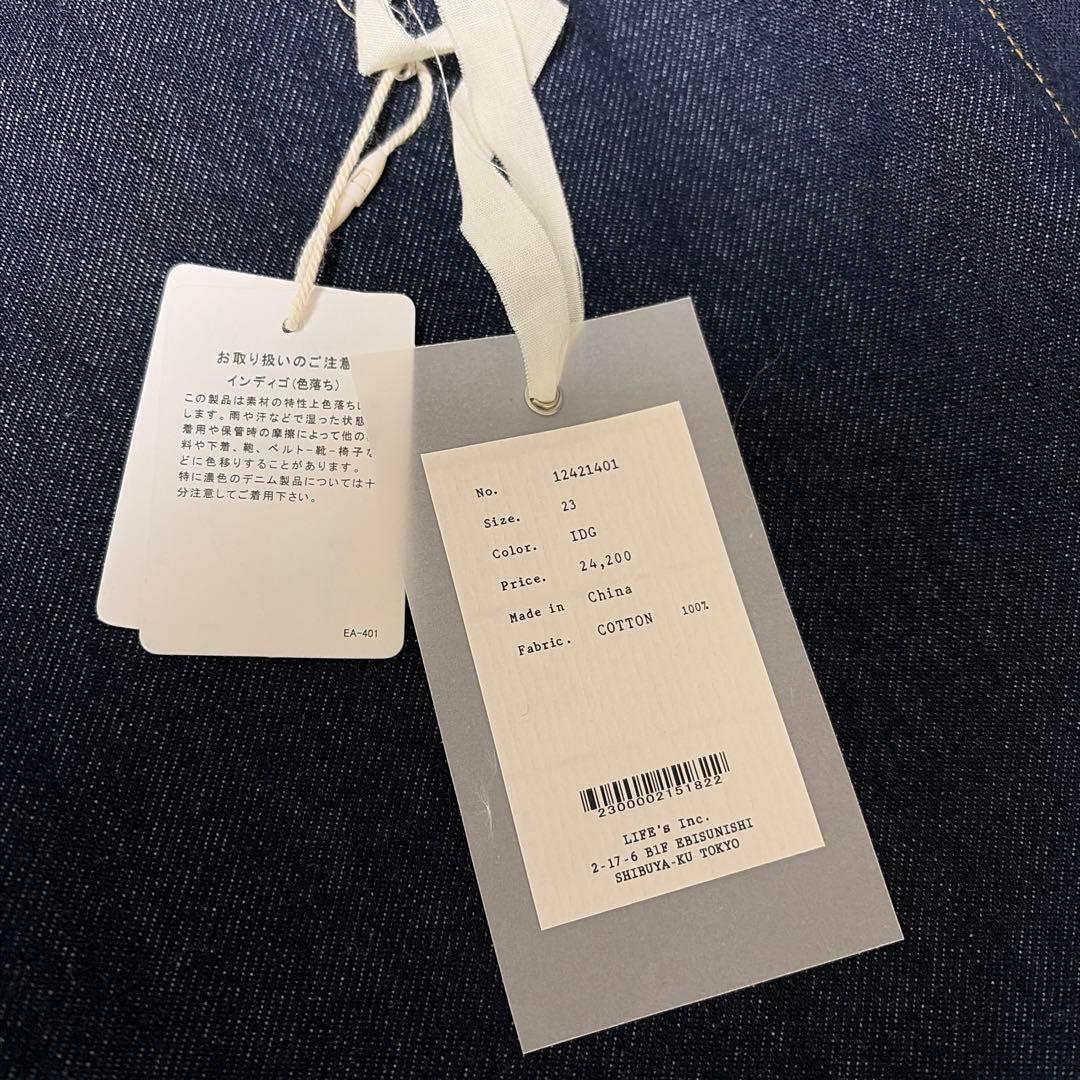 お取り扱いのご注意
インディゴ(色落ち)
この製品は素材の特性上色落ちい
します。雨や汗などで湿った状態
着用や保管時の摩擦によって他の
料や下着、鞄、ベルト−靴−椅子な
どに色移りすることがあります。
特に濃色のデニム製品については十
分注意してご着用下さい。
EA-401
No. 12421401
Size. 23
Color. IDG
Price. 24,200
Made in China
Fabric. COTTON 100%
2300002151822
LIFE's Inc.
2-17-6 B1F EBISUNISHI
SHIBUYA-KU TOKYO